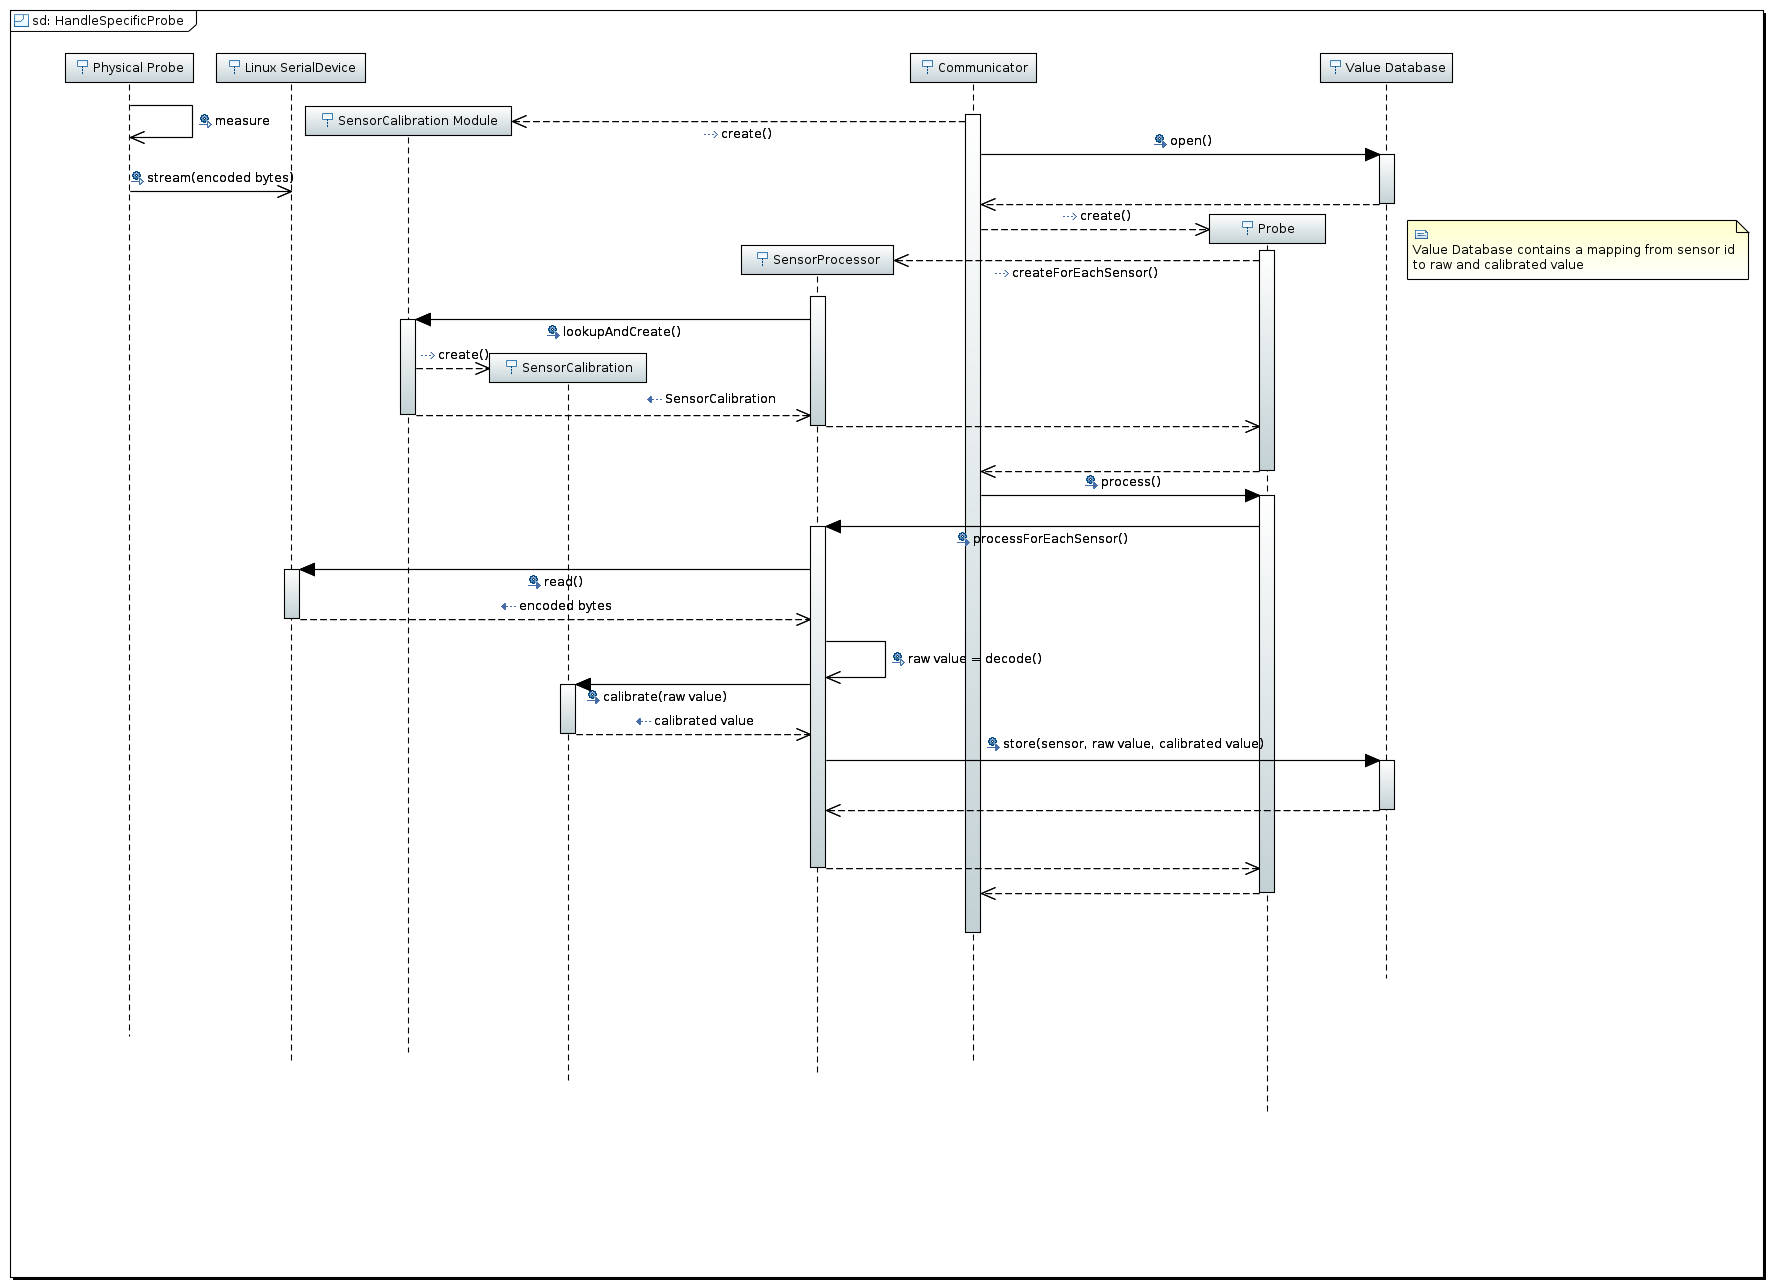 sd: HandleSpecificProbe
Physical Probe
Linux SerialDevice
Communicator
Value Database
measure
SensorCalibration Module
create()
open()
stream(encoded bytes)
create()
Probe
Value Database contains a mapping from sensor id
to raw and calibrated value
SensorProcessor
createForEachSensor()
lookupAndCreate()
create()
SensorCalibration
SensorCalibration
process()
processForEachSensor()
read()
encoded bytes
raw value = decode()
calibrate(raw value)
calibrated value
store(sensor, raw value, calibrated value)